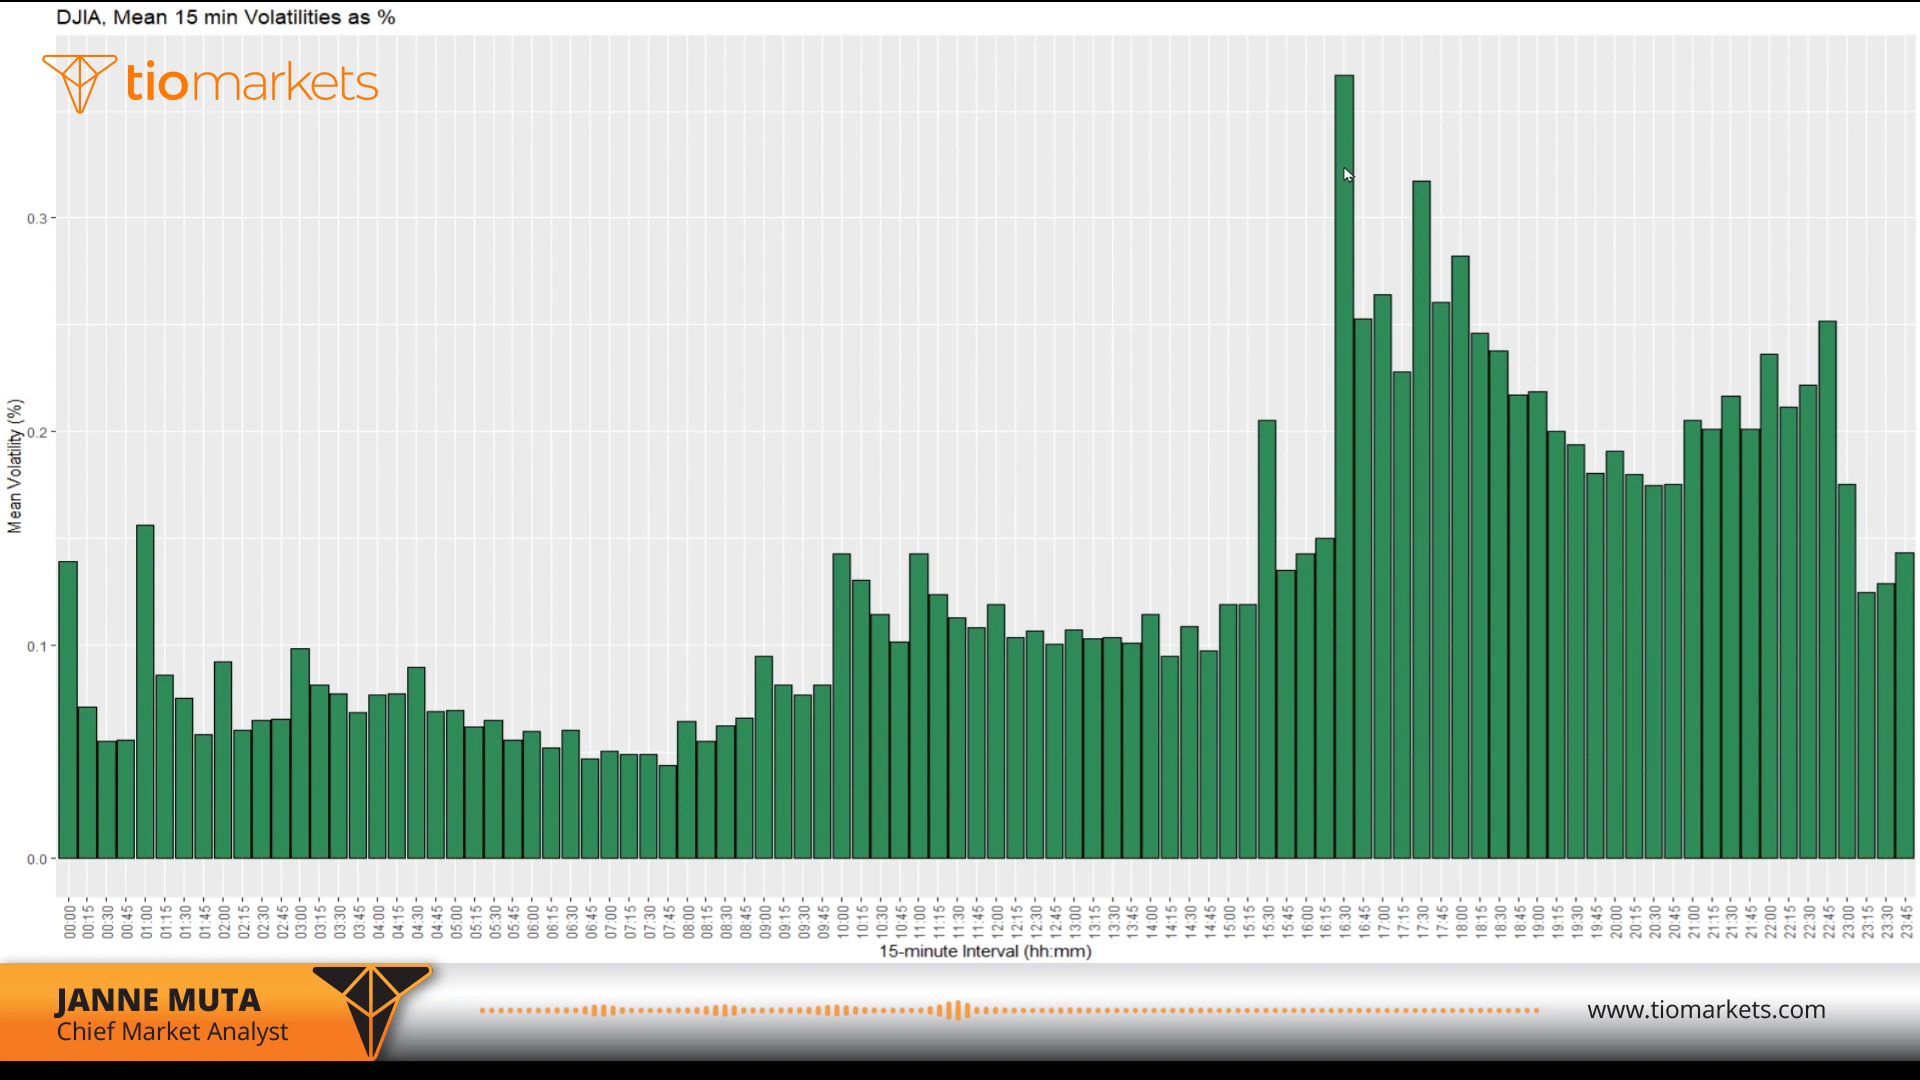 DJIA, Mean 15 min Volatilities as %
tiomarkets
Mean Volatility (%)
0.3
0.2
0.1
0.0
00:00 00:15 00:30 00:45 01:00 01:15 01:30 01:45 02:00 02:15 02:30 02:45 03:00 03:15 03:30 03:45 04:00 04:15 04:30 04:45 05:00 05:15 05:30 05:45 06:00 06:15 06:30 06:45 07:00 07:15 07:30 07:45 08:00 08:15 08:30 08:45 09:00 09:15 09:30 09:45 10:00 10:15 10:30 10:45 11:00 11:15 11:30 11:45 12:00 12:15 12:30 12:45 13:00 13:15 13:30 13:45 14:00 14:15 14:30 14:45 15:00 15:15 15:30 15:45 16:00 16:15 16:30 16:45 17:00 17:15 17:30 17:45 18:00 18:15 18:30 18:45 19:00 19:15 19:30 19:45 20:00 20:15 20:30 20:45 21:00 21:15 21:30 21:45 22:00 22:15 22:30 22:45 23:00 23:15 23:30 23:45
15-minute Interval (hh:mm)
JANNE MUTA
Chief Market Analyst
www.tiomarkets.com